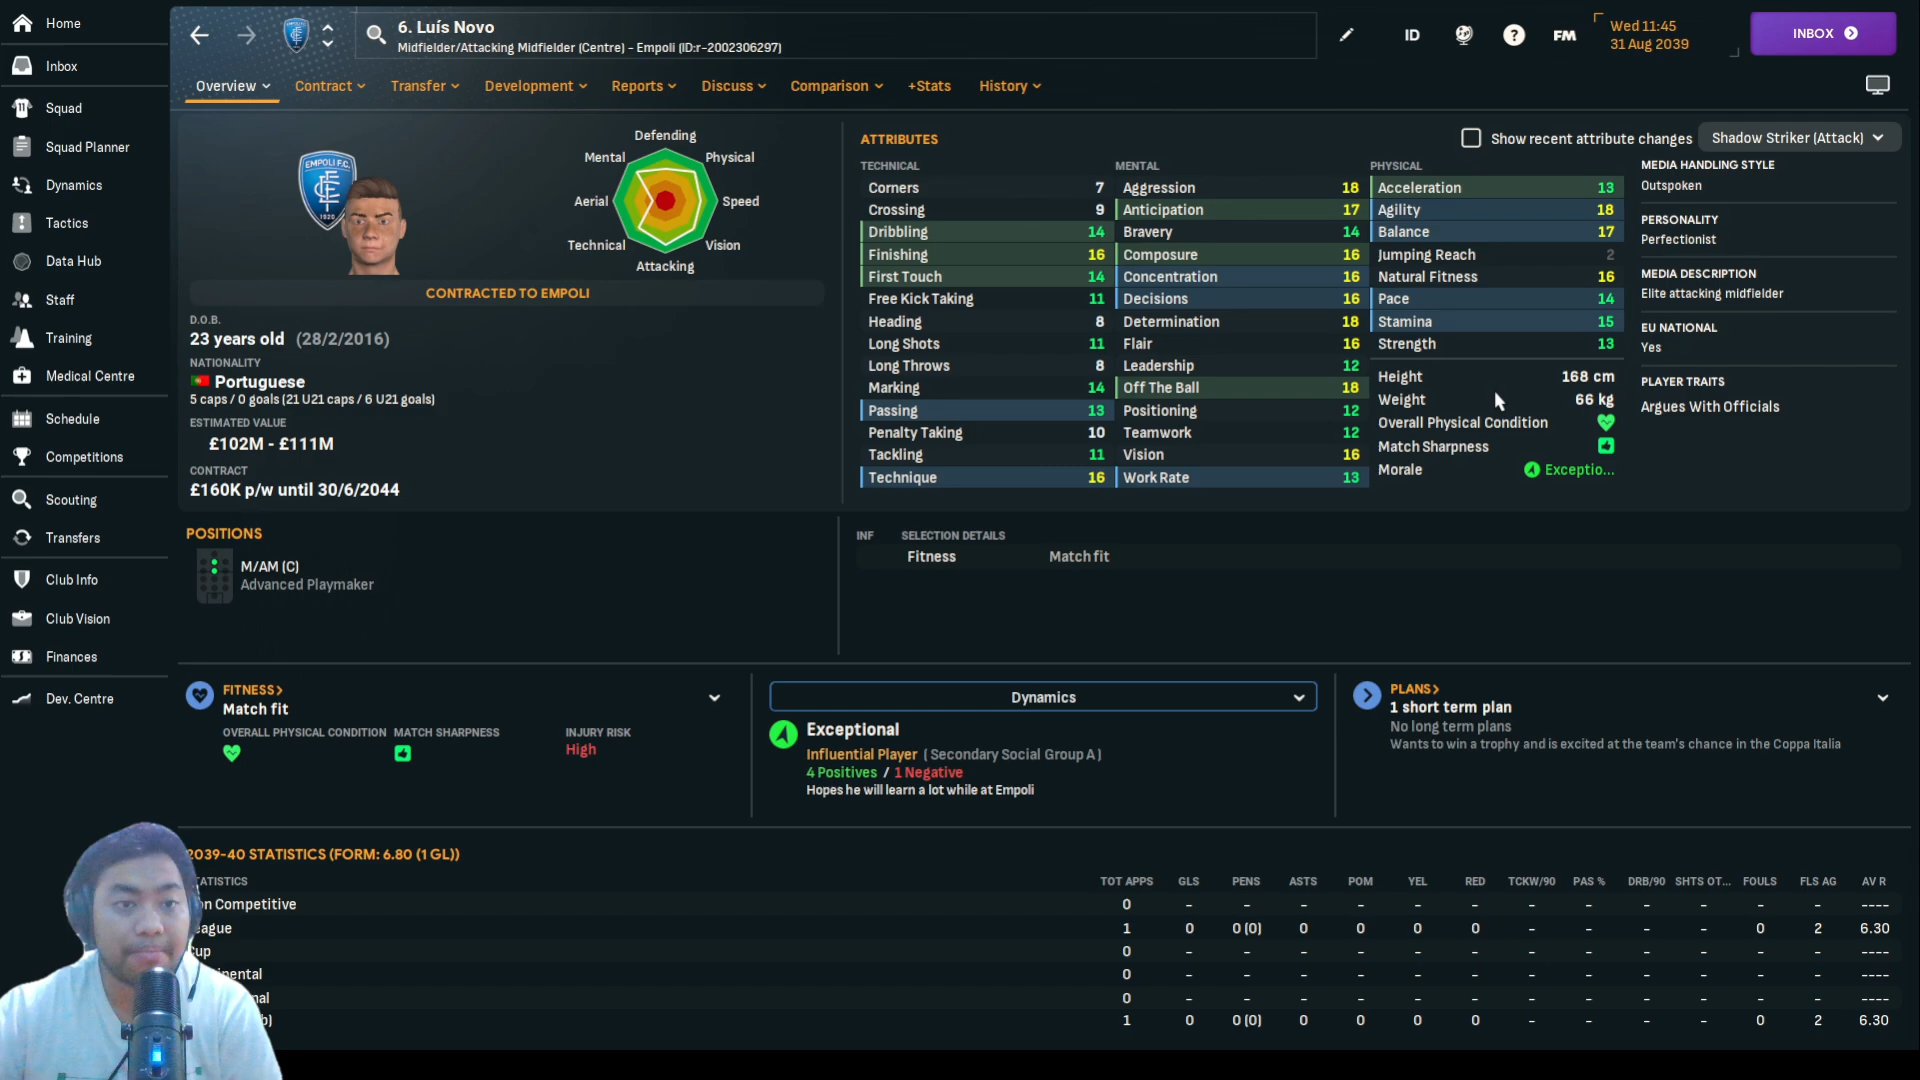 Home
Inbox
Squad
Squad Planner
Dynamics
Tactics
Data Hub
Staff
Training
Medical Centre
Schedule
Competitions
Scouting
Transfers
Club Info
Club Vision
Finances
Dev. Centre
6. Luís Novo
Midfielder/Attacking Midfielder (Centre) - Empoli (ID:r-2002306297)
ID
?
FM
Wed 11:45
31 Aug 2039
INBOX
Overview Contract Transfer Development Reports Discuss Comparison +Stats History
EMPOLI F.C.
1920
Defending
Mental Physical
Aerial Speed
Technical Vision
Attacking
CONTRACTED TO EMPOLI
D.O.B.
23 years old (28/2/2016)
NATIONALITY
Portuguese
5 caps / 0 goals (21 U21 caps / 6 U21 goals)
ESTIMATED VALUE
£102M - £111M
CONTRACT
£160K p/w until 30/6/2044
ATTRIBUTES
Show recent attribute changes
Shadow Striker (Attack)
TECHNICAL
Corners 7
Crossing 9
Dribbling 14
Finishing 16
First Touch 14
Free Kick Taking 11
Heading 8
Long Shots 11
Long Throws 8
Marking 14
Passing 13
Penalty Taking 10
Tackling 11
Technique 16
MENTAL
Aggression 18
Anticipation 17
Bravery 14
Composure 16
Concentration 16
Decisions 16
Determination 18
Flair 16
Leadership 12
Off The Ball 18
Positioning 12
Teamwork 12
Vision 16
Work Rate 13
PHYSICAL
Acceleration 13
Agility 18
Balance 17
Jumping Reach 2
Natural Fitness 16
Pace 14
Stamina 15
Strength 13
Height 168 cm
Weight 66 kg
Overall Physical Condition
Match Sharpness
Morale Exceptio...
MEDIA HANDLING STYLE
Outspoken
PERSONALITY
Perfectionist
MEDIA DESCRIPTION
Elite attacking midfielder
EU NATIONAL
Yes
PLAYER TRAITS
Argues With Officials
POSITIONS
M/AM (C)
Advanced Playmaker
INF SELECTION DETAILS
Fitness Match fit
FITNESS>
Match fit
OVERALL PHYSICAL CONDITION MATCH SHARPNESS INJURY RISK
High
Dynamics
Exceptional
Influential Player ( Secondary Social Group A )
4 Positives / 1 Negative
Hopes he will learn a lot while at Empoli
PLANS>
1 short term plan
No long term plans
Wants to win a trophy and is excited at the team's chance in the Coppa Italia
2039-40 STATISTICS (FORM: 6.80 (1 GL))
TATISTICS TOT APPS GLS PENS ASTS POM YEL RED TCKW/90 PAS % DRB/90 SHTS OT... FOULS FLS AG AV R
on Competitive 0 - - - - - - - - - - - - ----
eague 1 0 0 (0) 0 0 0 0 - - - - 0 2 6.30
Cup 0 - - - - - - - - - - - - ----
inental 0 - - - - - - - - - - - - ----
nal 0 - - - - - - - - - - - - ----
b) 1 0 0 (0) 0 0 0 0 - - - - 0 2 6.30